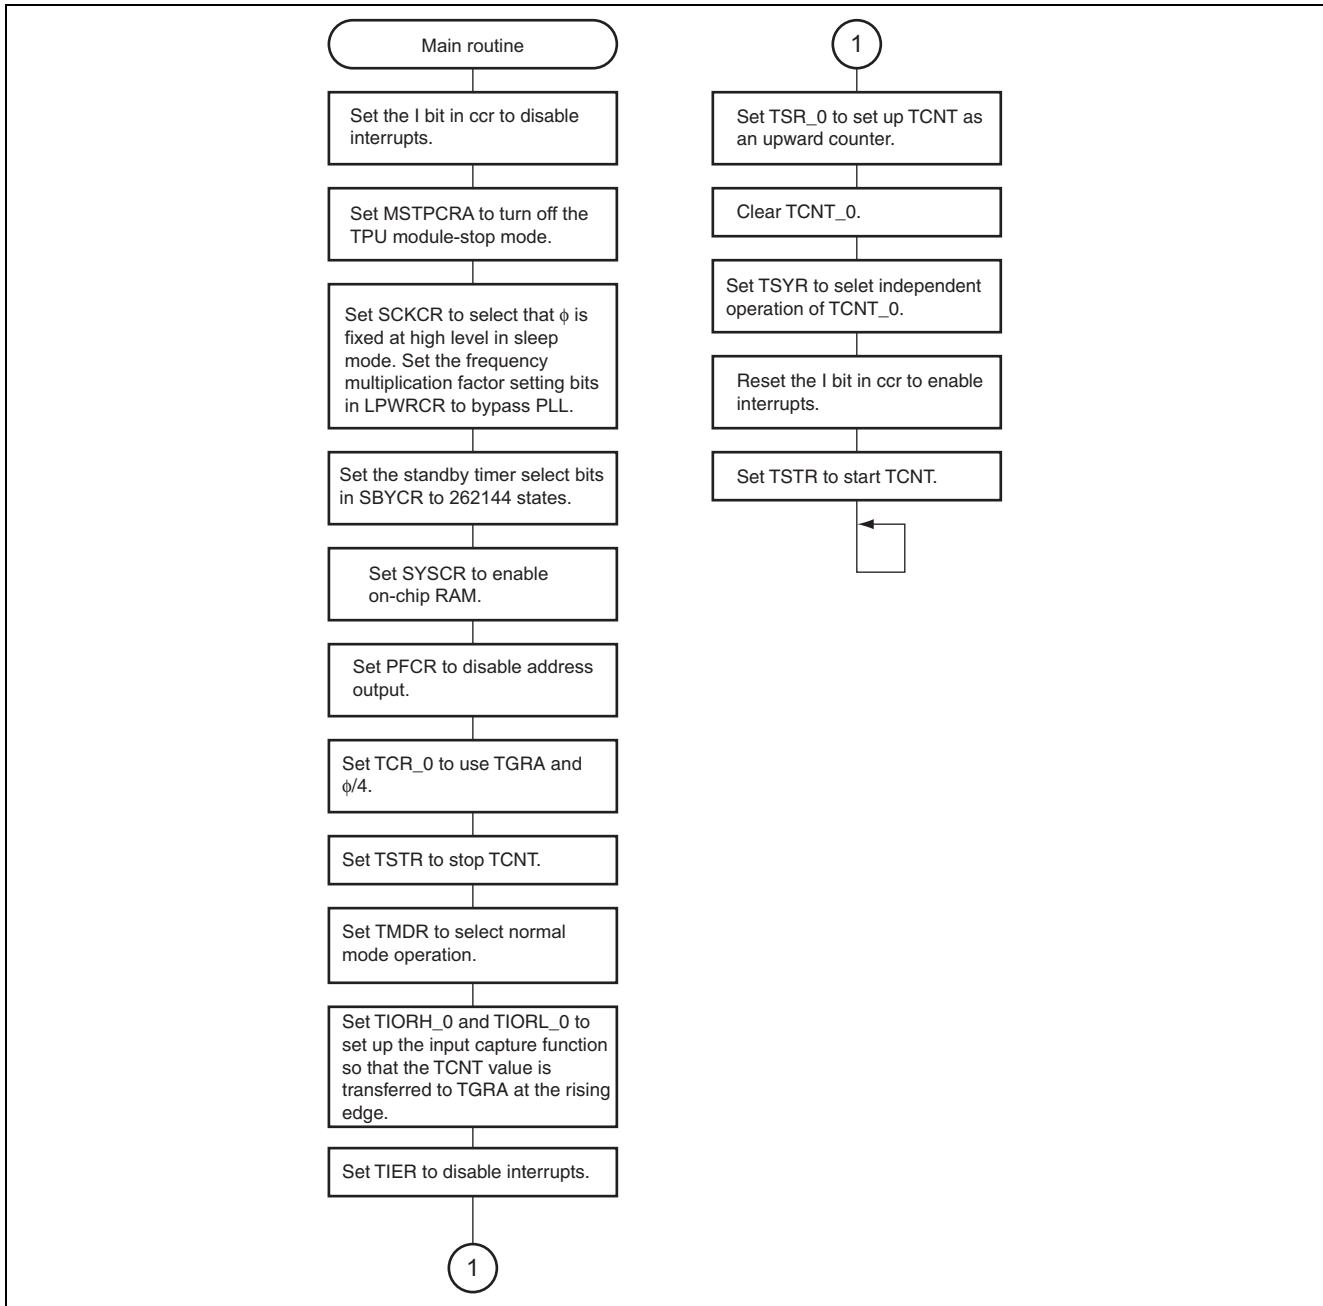 Main routine
Set the I bit in ccr to disable
interrupts.
Set MSTPCRA to turn off the
TPU module-stop mode.
Set SCKCR to select that ϕ is
fixed at high level in sleep
mode. Set the frequency
multiplication factor setting bits
in LPWRCR to bypass PLL.
Set the standby timer select bits
in SBYCR to 262144 states.
Set SYSCR to enable
on-chip RAM.
Set PFCR to disable address
output.
Set TCR_0 to use TGRA and
ϕ/4.
Set TSTR to stop TCNT.
Set TMDR to select normal
mode operation.
Set TIORH_0 and TIORL_0 to
set up the input capture function
so that the TCNT value is
transferred to TGRA at the rising
edge.
Set TIER to disable interrupts.
1
1
Set TSR_0 to set up TCNT as
an upward counter.
Clear TCNT_0.
Set TSYR to selet independent
operation of TCNT_0.
Reset the I bit in ccr to enable
interrupts.
Set TSTR to start TCNT.